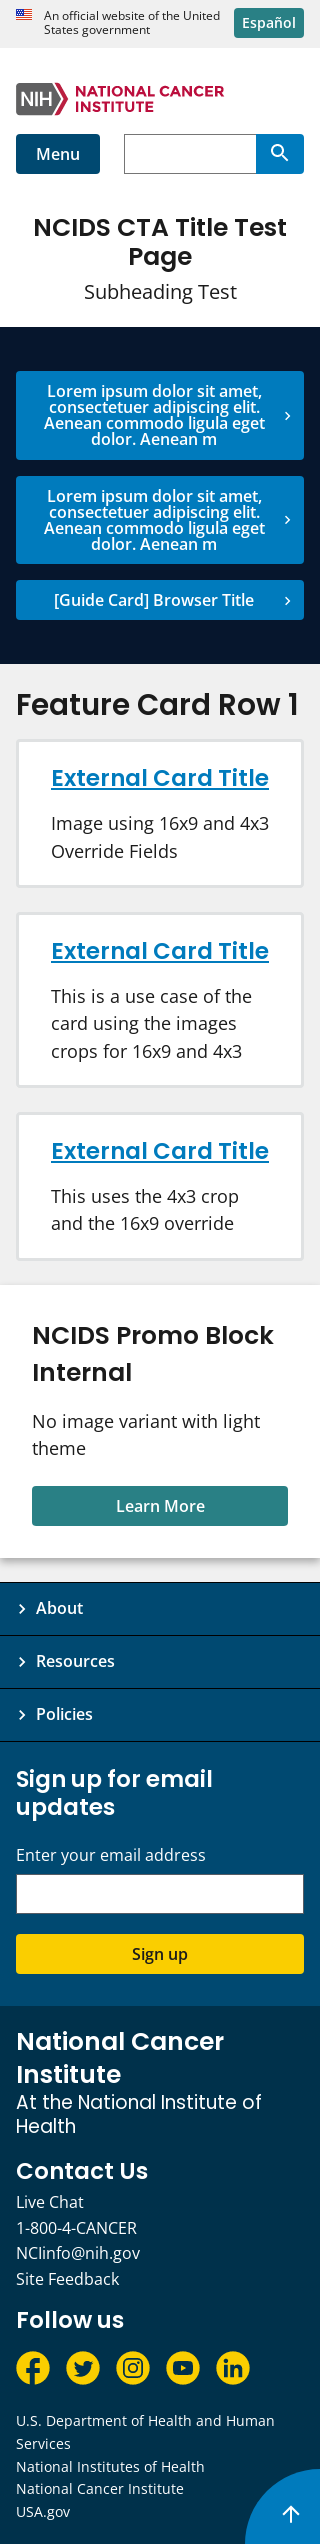 An official website of the United
States government
Español
NIH
NATIONAL CANCER
INSTITUTE
Menu
NCIDS CTA Title Test
Page
Subheading Test
Lorem ipsum dolor sit amet,
consectetuer adipiscing elit.
Aenean commodo ligula eget
dolor. Aenean m
Lorem ipsum dolor sit amet,
consectetuer adipiscing elit.
Aenean commodo ligula eget
dolor. Aenean m
[Guide Card] Browser Title
Feature Card Row 1
External Card Title
Image using 16x9 and 4x3
Override Fields
External Card Title
This is a use case of the
card using the images
crops for 16x9 and 4x3
External Card Title
This uses the 4x3 crop
and the 16x9 override
NCIDS Promo Block
Internal
No image variant with light
theme
Learn More
About
Resources
Policies
Sign up for email
updates
Enter your email address
Sign up
National Cancer
Institute
At the National Institute of
Health
Contact Us
Live Chat
1-800-4-CANCER
NCIinfo@nih.gov
Site Feedback
Follow us
U.S. Department of Health and Human
Services
National Institutes of Health
National Cancer Institute
USA.gov